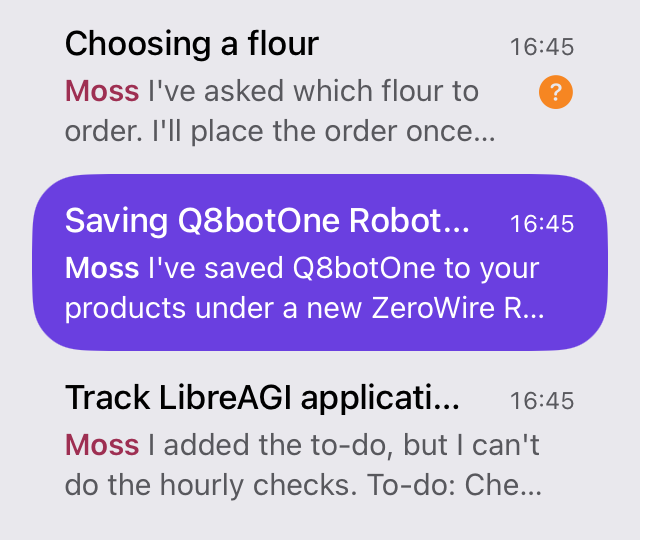 Choosing a flour
16:45
Moss I've asked which flour to
?
order. I'll place the order once...
Saving Q8botOne Robot...
16:45
Moss I've saved Q8botOne to your
products under a new ZeroWire R...
Track LibreAGI applicati...
16:45
Moss I added the to-do, but I can't
do the hourly checks. To-do: Che...